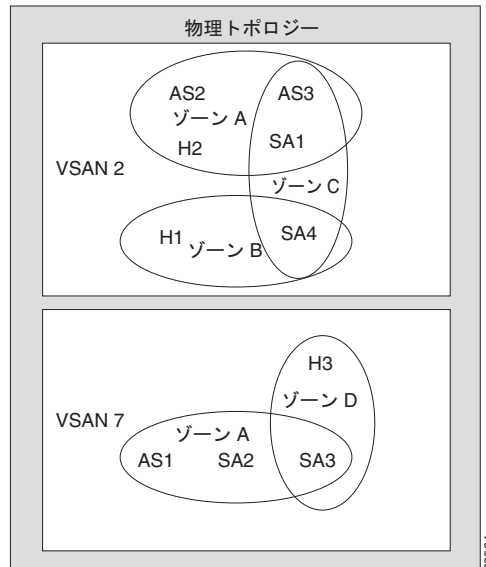 物理トポロジー
AS2 AS3
ゾーン A
H2 SA1
VSAN 2
ゾーン C
H1 SA4
ゾーン B
H3
ゾーン D
VSAN 7
ゾーン A
AS1 SA2 SA3